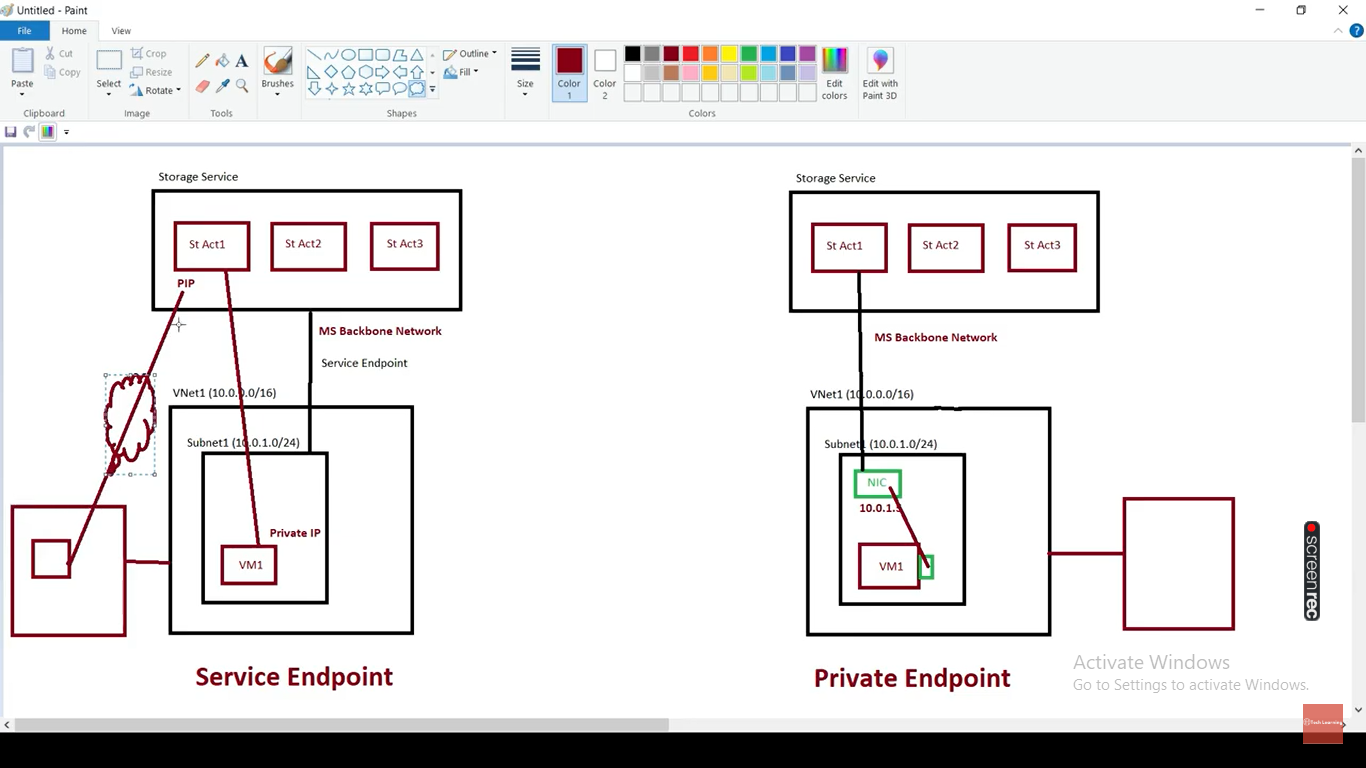 Untitled - Paint
File
Home
View
Paste
Cut
Copy
Clipboard
Select
Crop
Resize
Rotate
Image
A
Tools
Brushes
Shapes
Outline
Fill
Size
Color 1
Color 2
Edit colors
Colors
Edit with Paint 3D
Storage Service
St Act1
St Act2
St Act3
PIP
MS Backbone Network
Service Endpoint
VNet1 (10.0.0.0/16)
Subnet1 (10.0.1.0/24)
Private IP
VM1
Service Endpoint
Storage Service
St Act1
St Act2
St Act3
MS Backbone Network
VNet1 (10.0.0.0/16)
Subnet1 (10.0.1.0/24)
NIC
VM1
Private Endpoint
screenrec
Activate Windows
Go to Settings to activate Windows.
Tech Learning